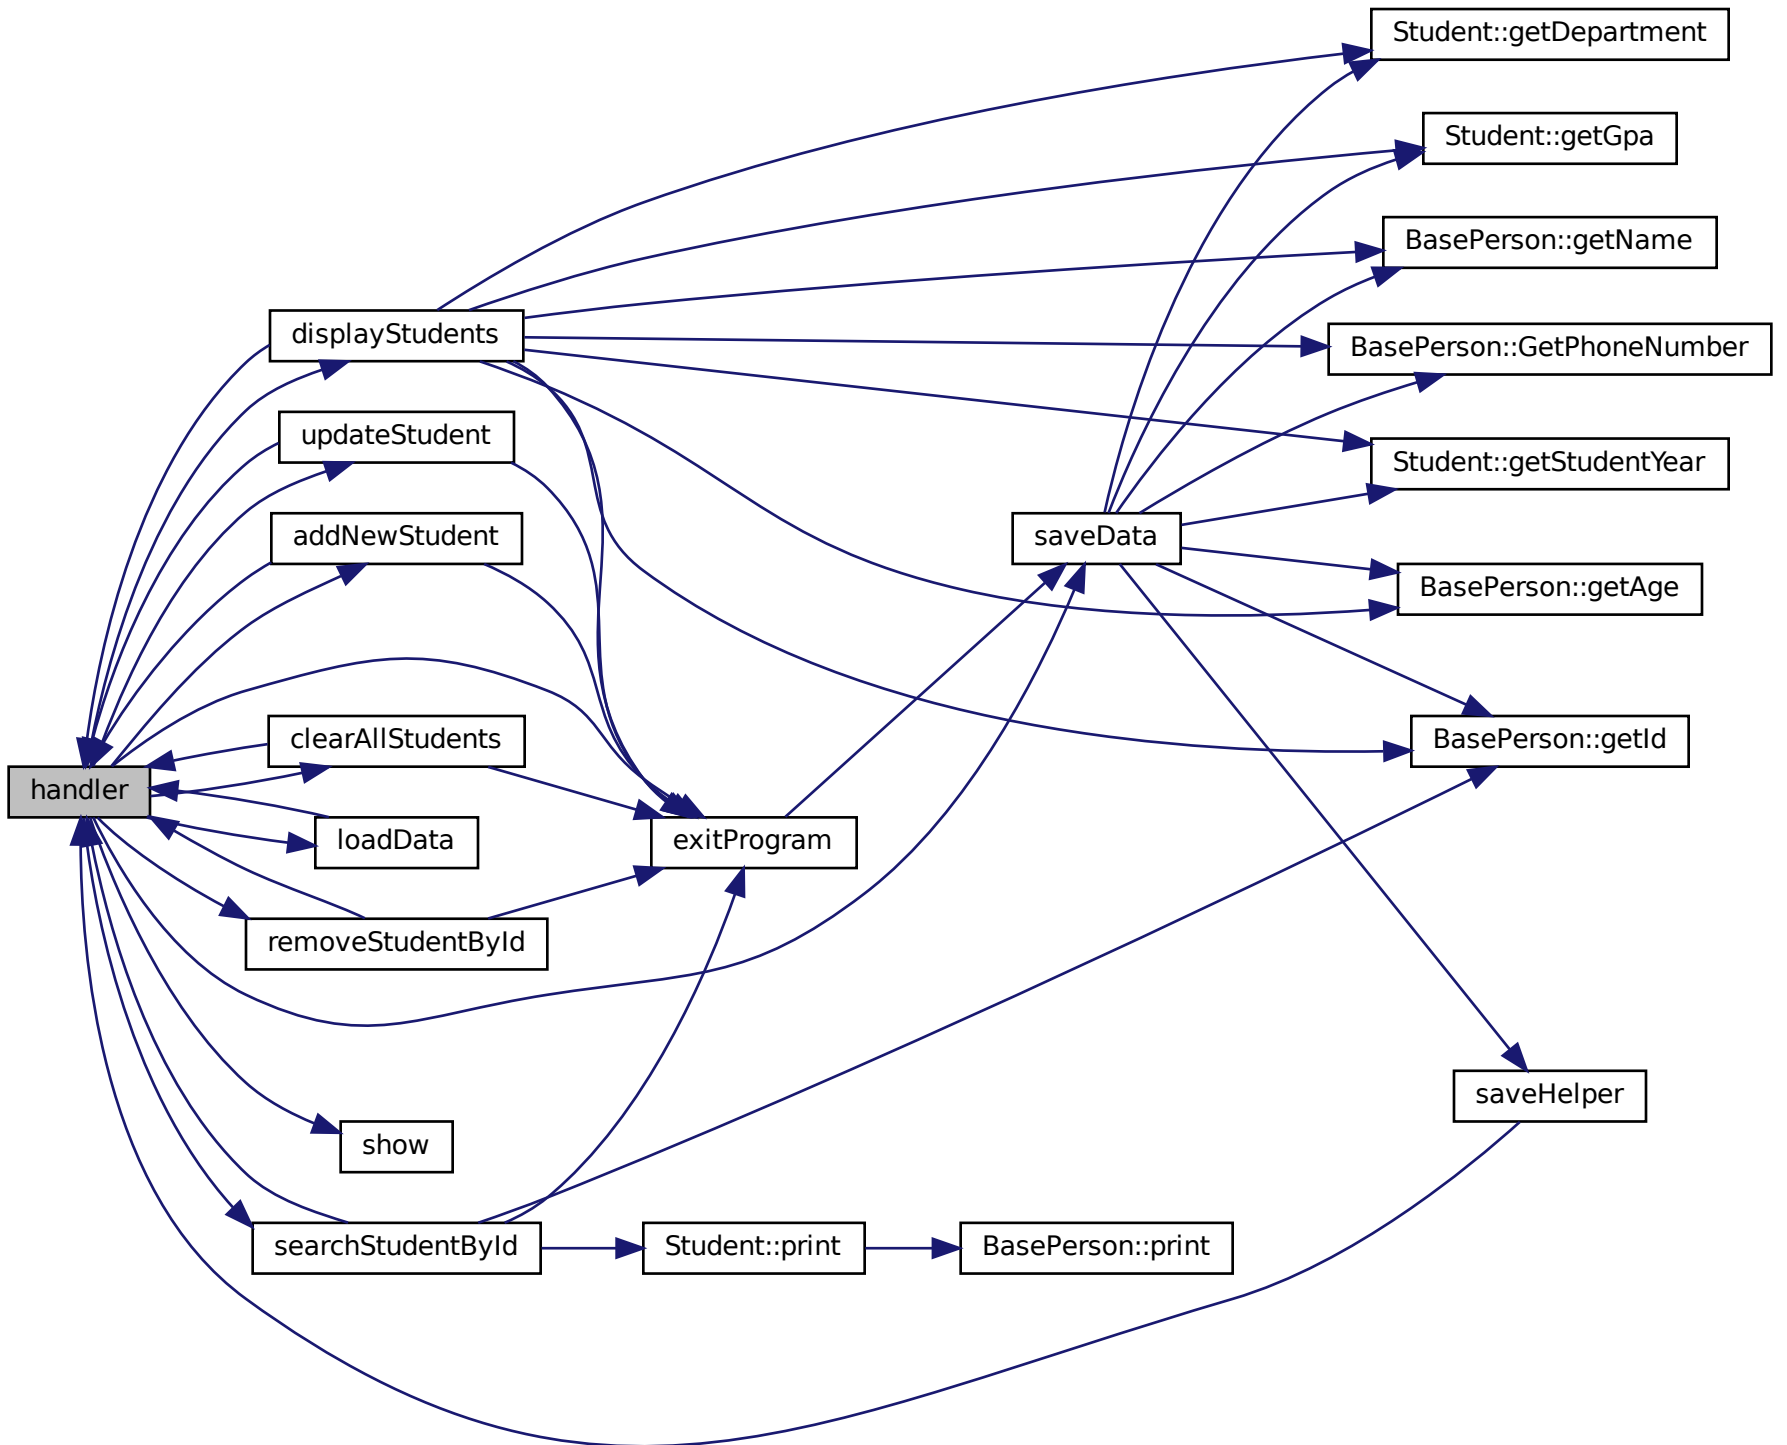 Student::getDepartment
Student::getGpa
BasePerson::getName
displayStudents
BasePerson::GetPhoneNumber
updateStudent
Student::getStudentYear
addNewStudent
saveData
BasePerson::getAge
clearAllStudents
BasePerson::getId
handler
loadData
exitProgram
removeStudentById
saveHelper
show
searchStudentById
Student::print
BasePerson::print